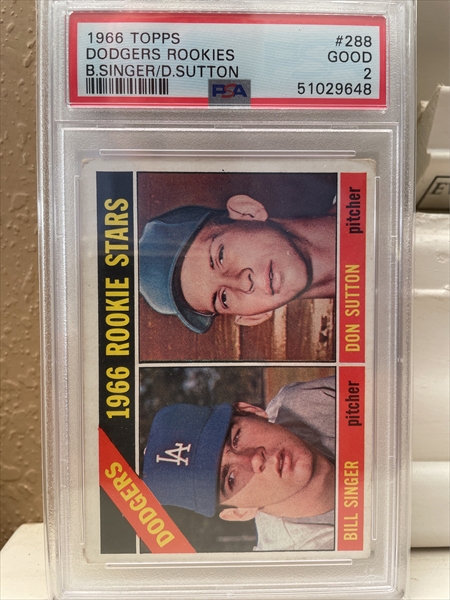 1966 TOPPS #288
DODGERS ROOKIES GOOD
B.SINGER/D.SUTTON 2
PSA 51029648
1966 ROOKIE STARS
DODGERS
LA
BILL SINGER pitcher
DON SUTTON pitcher